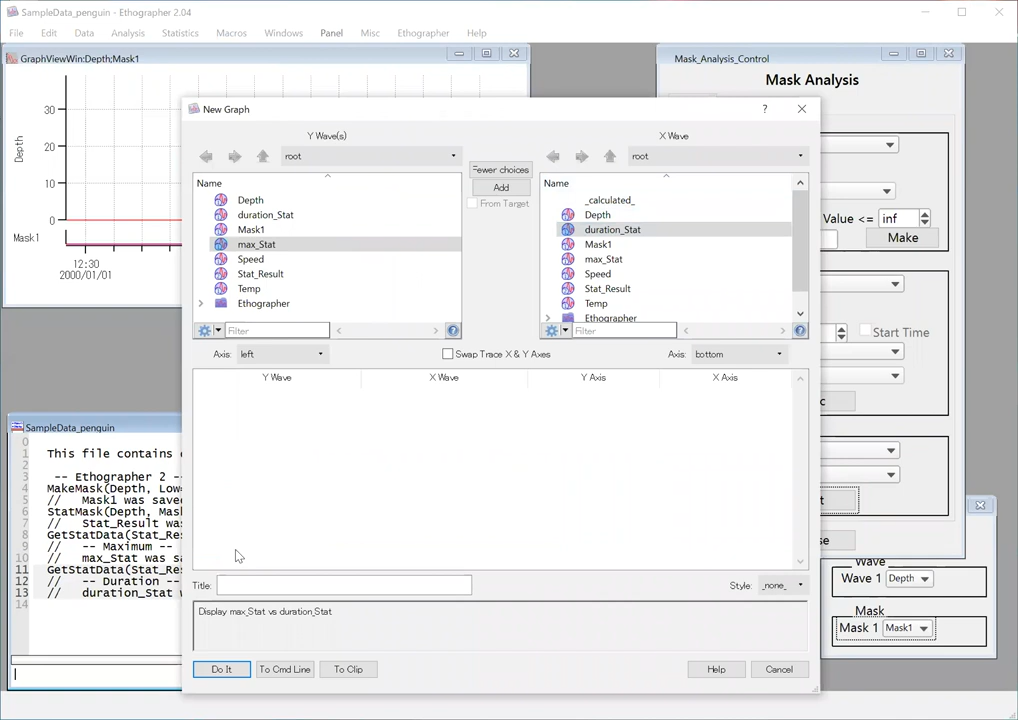 SampleData_penguin - Ethographer 2.04
File Edit Data Analysis Statistics Macros Windows Panel Misc Ethographer Help
GraphViewWin:Depth;Mask1
30
20
10
0
Depth
Mask1
12:30
2000/01/01
Mask_Analysis_Control
Mask Analysis
Value <= inf
Make
Start Time
New Graph
?
Y Wave(s)
X Wave
root
root
Fewer choices
Add
From Target
Name
Depth
duration_Stat
Mask1
max_Stat
Speed
Stat_Result
Temp
Ethographer
Filter
Name
_calculated_
Depth
duration_Stat
Mask1
max_Stat
Speed
Stat_Result
Temp
Ethographer
Filter
Axis: left
Swap Trace X & Y Axes
Axis: bottom
Y Wave X Wave Y Axis X Axis
Title:
Style: _none_
Display max_Stat vs duration_Stat
Do It To Cmd Line To Clip Help Cancel
SampleData_penguin
0
1 This file contains
2
3 -- Ethographer 2 --
4 MakeMask(Depth, Low=
5 // Mask1 was save
6 StatMask(Depth, Mask
7 // Stat_Result was
8 GetStatData(Stat_Res
9 // -- Maximum --
10 // max_Stat was sa
11 GetStatData(Stat_Res
12 // -- Duration --
13 // duration_Stat w
14
Wave
Wave 1 Depth
Mask
Mask 1 Mask1